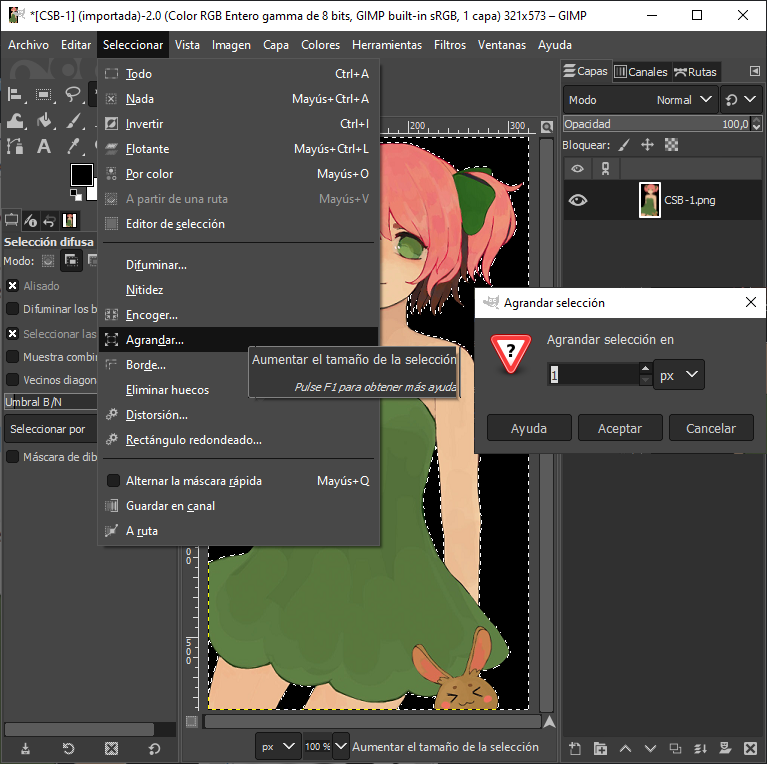 *[CSB-1] (importada)-2.0 (Color RGB Entero gamma de 8 bits, GIMP built-in sRGB, 1 capa) 321x573 – GIMP
Archivo Editar Seleccionar Vista Imagen Capa Colores Herramientas Filtros Ventanas Ayuda
Todo Ctrl+A
Nada Mayús+Ctrl+A
Invertir Ctrl+I
Flotante Mayús+Ctrl+L
Por color Mayús+O
A partir de una ruta Mayús+V
Editor de selección
Difuminar...
Nitidez
Encoger...
Agrandar...
Borde...
Eliminar huecos
Distorsión...
Rectángulo redondeado...
Alternar la máscara rápida Mayús+Q
Guardar en canal
A ruta
Aumentar el tamaño de la selección
Pulse F1 para obtener más ayuda
Selección difusa
Modo:
Alisado
Difuminar los b
Seleccionar las
Muestra combi
Vecinos diagon
Umbral B/N
Seleccionar por
Máscara de dib
200 300
500
Capas Canales Rutas
Modo Normal
Opacidad 100,0
Bloquear:
CSB-1.png
Agrandar selección
Agrandar selección en
1 px
Ayuda Aceptar Cancelar
px 100 % Aumentar el tamaño de la selección